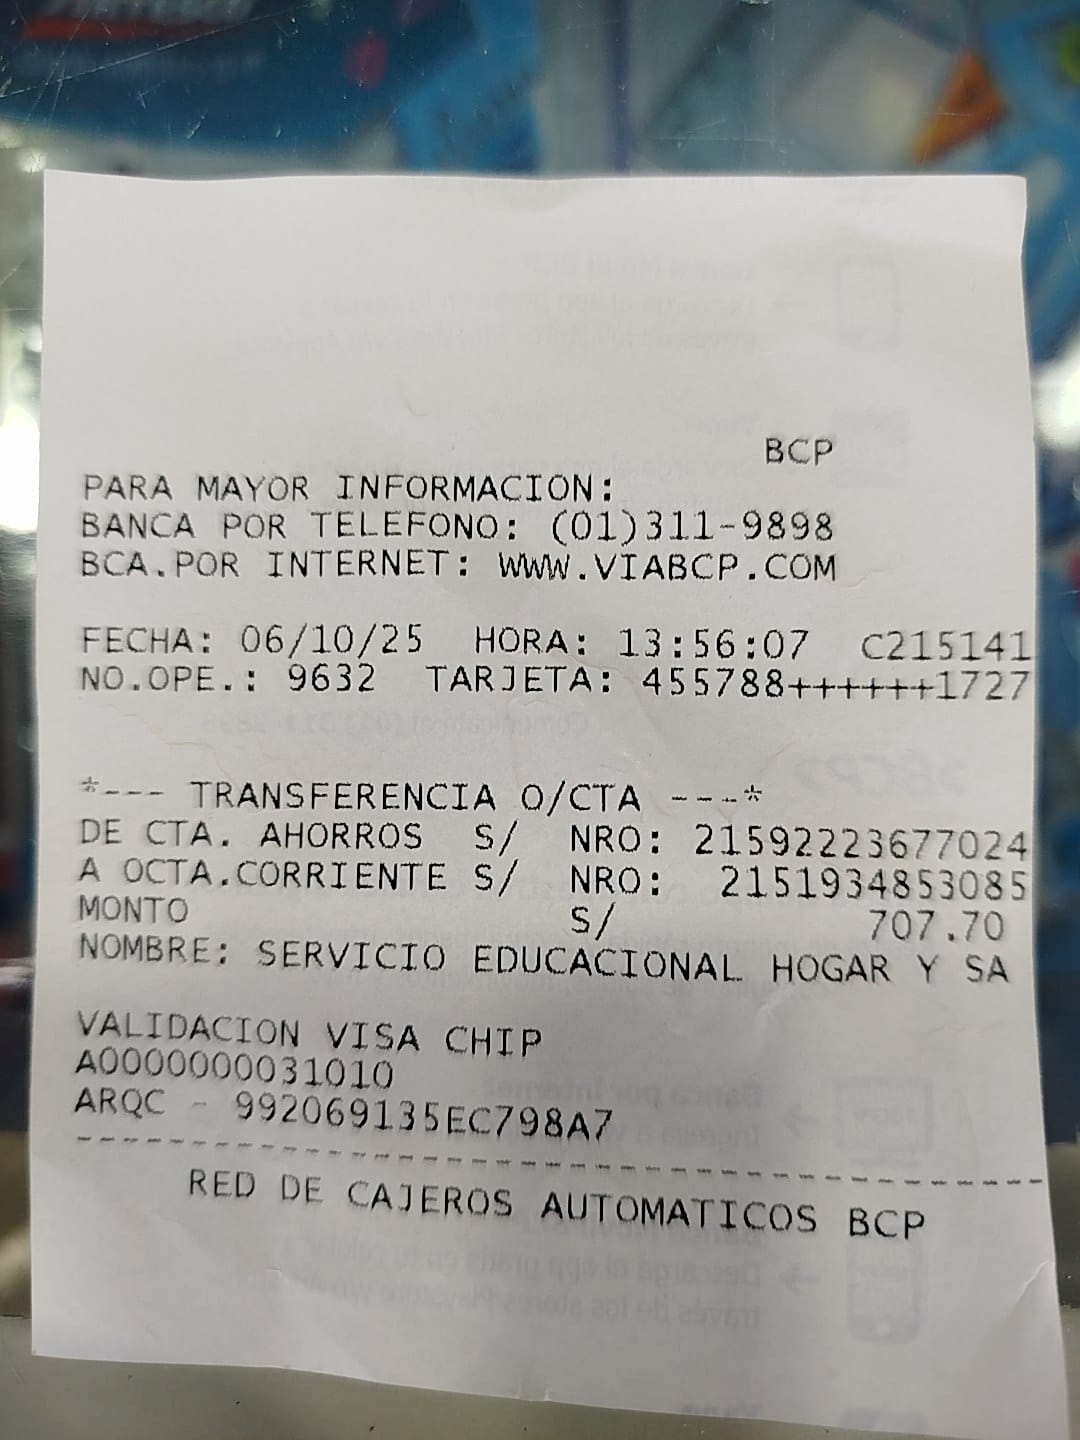 BCP
PARA MAYOR INFORMACION:
BANCA POR TELEFONO: (01)311-9898
BCA.POR INTERNET: WWW.VIABCP.COM
FECHA: 06/10/25 HORA: 13:56:07 C215141
NO.OPE.: 9632 TARJETA: 455788++++++1727
*--- TRANSFERENCIA O/CTA ---*
DE CTA. AHORROS S/ NRO: 21592223677024
A OCTA.CORRIENTE S/ NRO: 2151934853085
MONTO S/ 707.70
NOMBRE: SERVICIO EDUCACIONAL HOGAR Y SA
VALIDACION VISA CHIP
A0000000031010
ARQC - 992069135EC798A7
--------------------------------------
RED DE CAJEROS AUTOMATICOS BCP